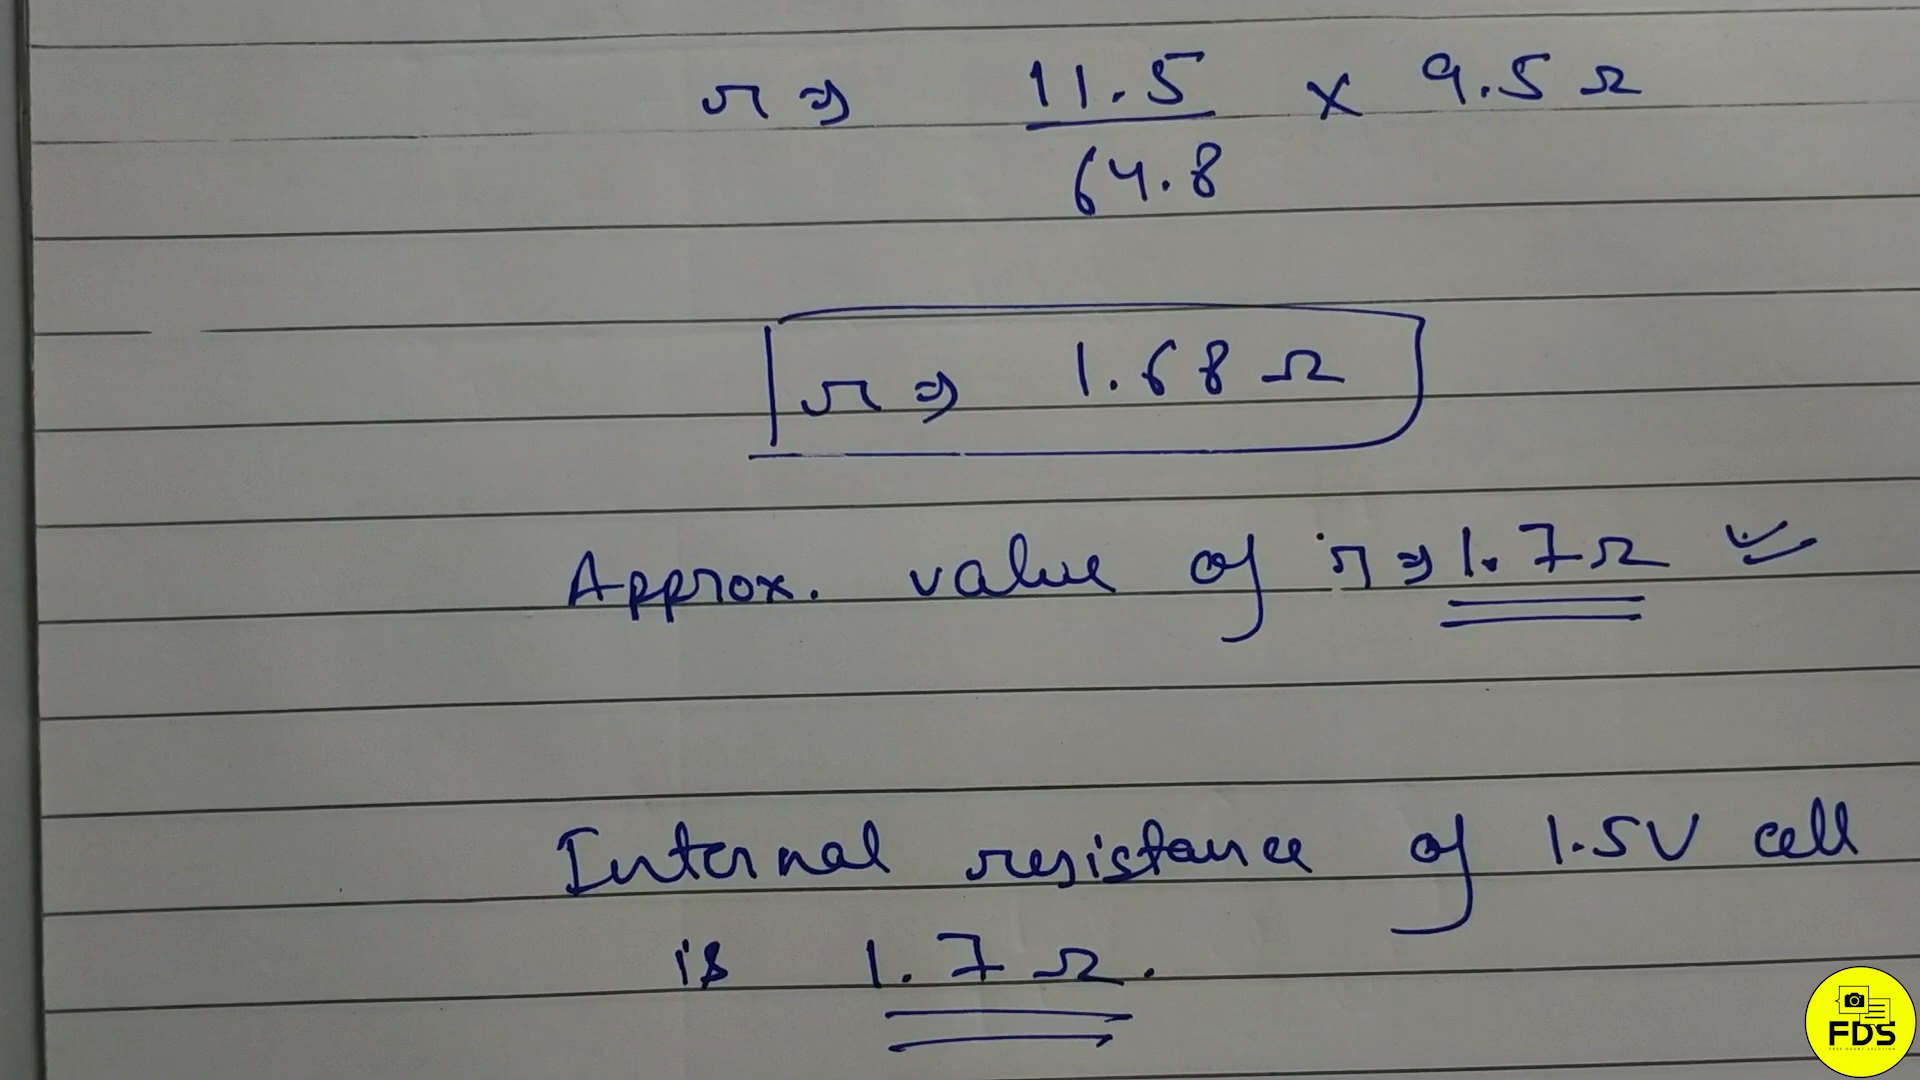 r ⇒ 11.5 / 64.8 × 9.5 Ω
r ⇒ 1.68 Ω
Approx. value of r ⇒ 1.7 Ω
Internal resistance of 1.5V cell
is 1.7 Ω.
FDS